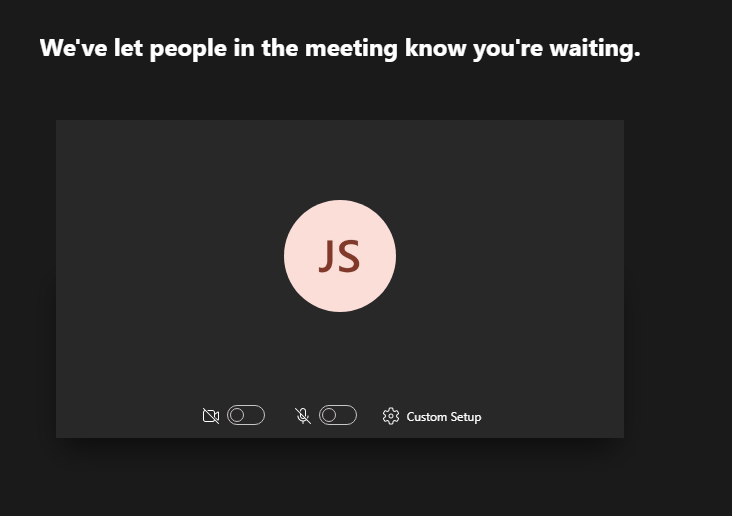 We've let people in the meeting know you're waiting.
JS
Custom Setup